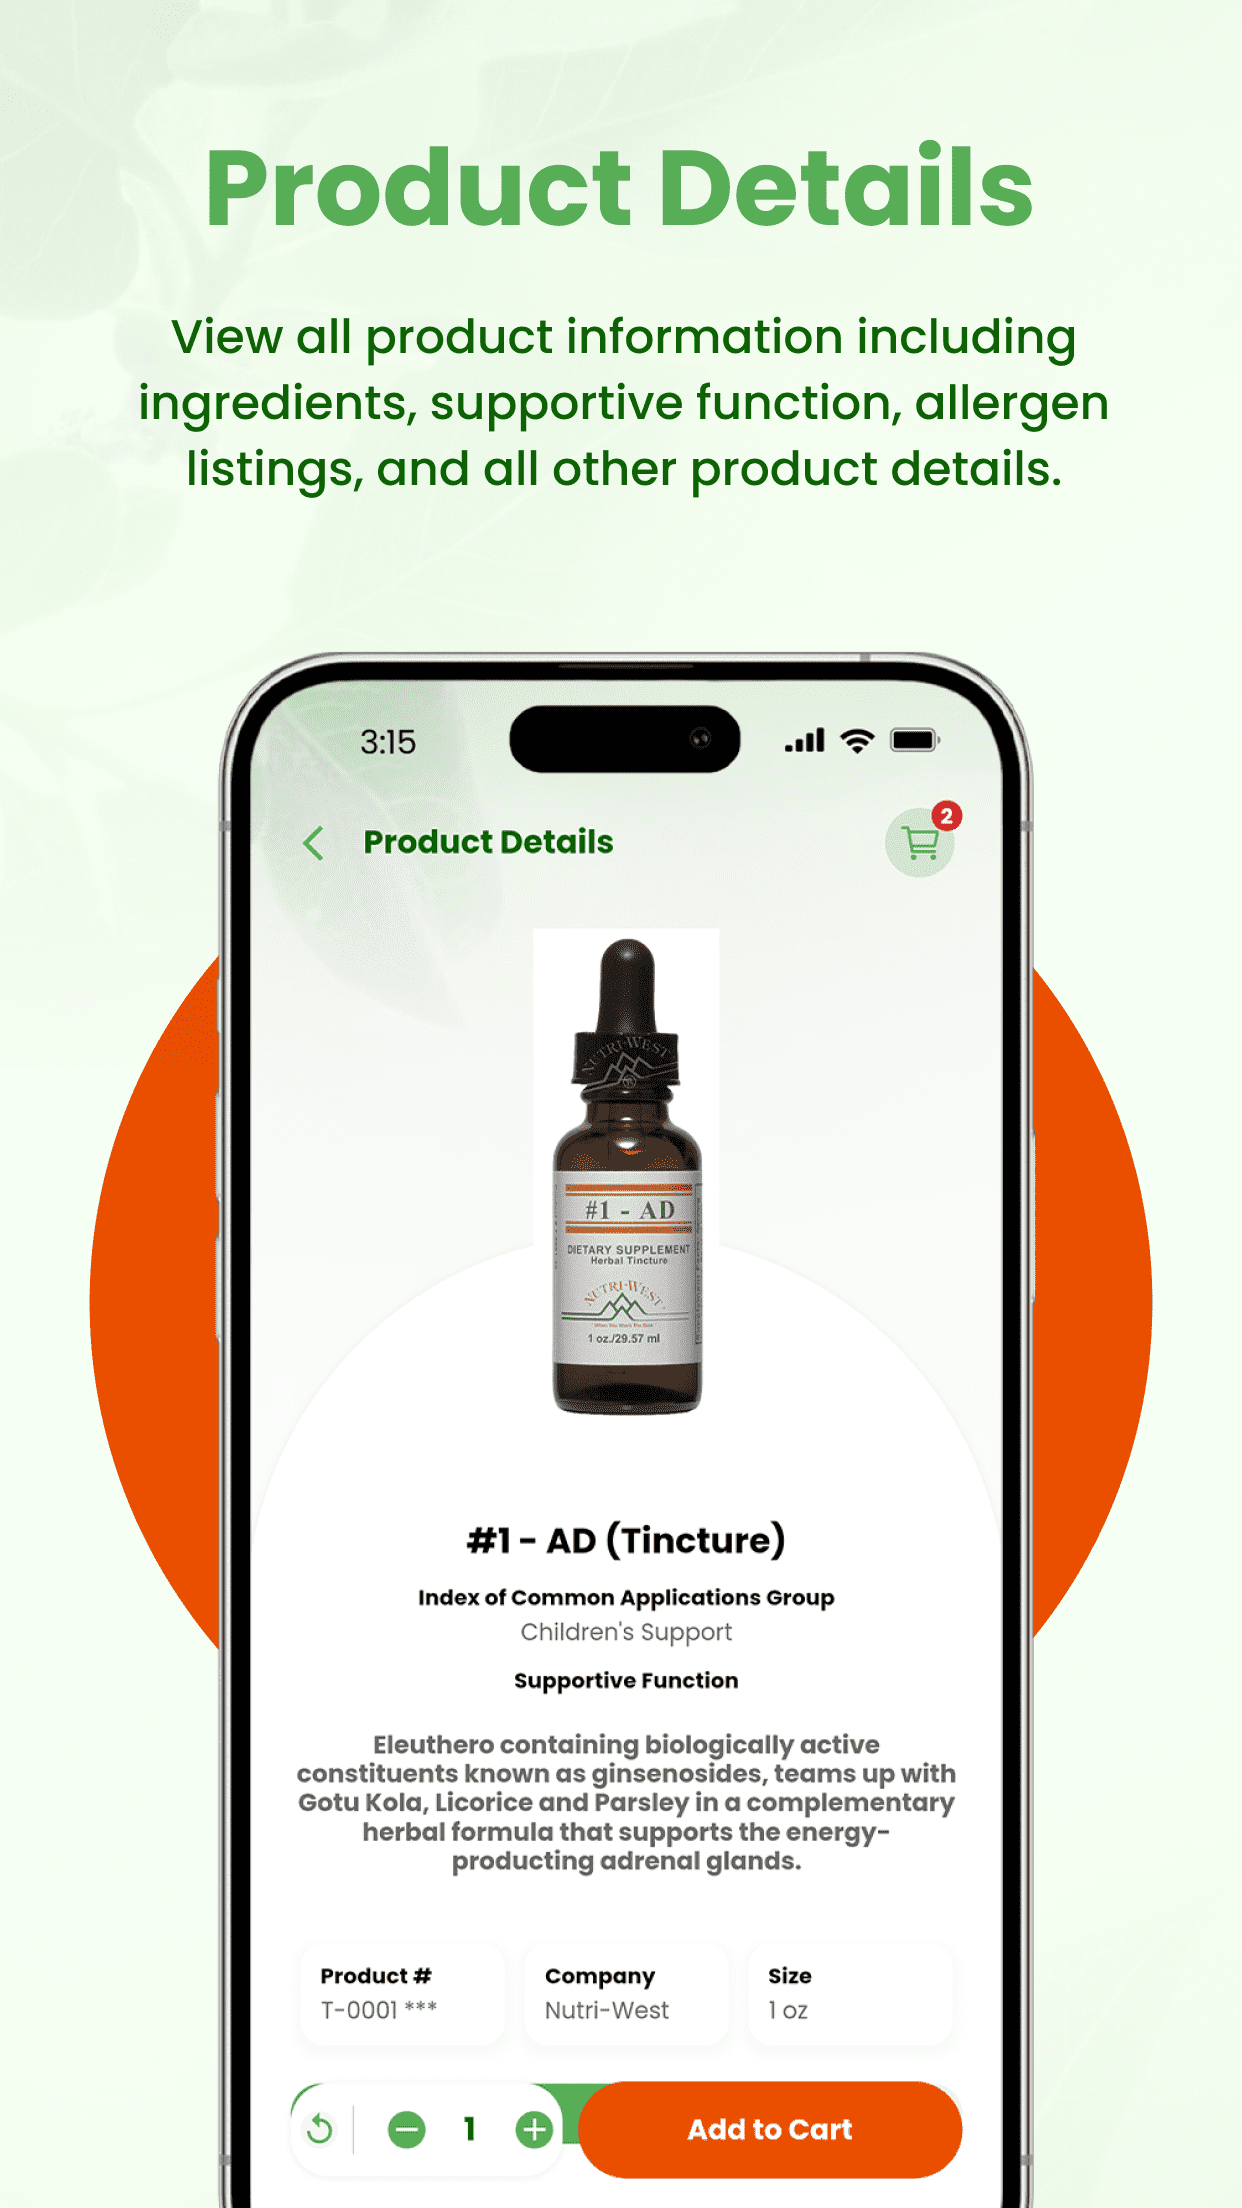 Product Details
View all product information including
ingredients, supportive function, allergen
listings, and all other product details.
3:15
2
Product Details
NUTRI-WEST
#1 - AD
DIETARY SUPPLEMENT
Herbal Tincture
NUTRI-WEST
1 oz./29.57 ml
#1 - AD (Tincture)
Index of Common Applications Group
Children's Support
Supportive Function
Eleuthero containing biologically active
constituents known as ginsenosides, teams up with
Gotu Kola, Licorice and Parsley in a complementary
herbal formula that supports the energy-
producting adrenal glands.
Product #
T-0001 ***
Company
Nutri-West
Size
1 oz
1
Add to Cart